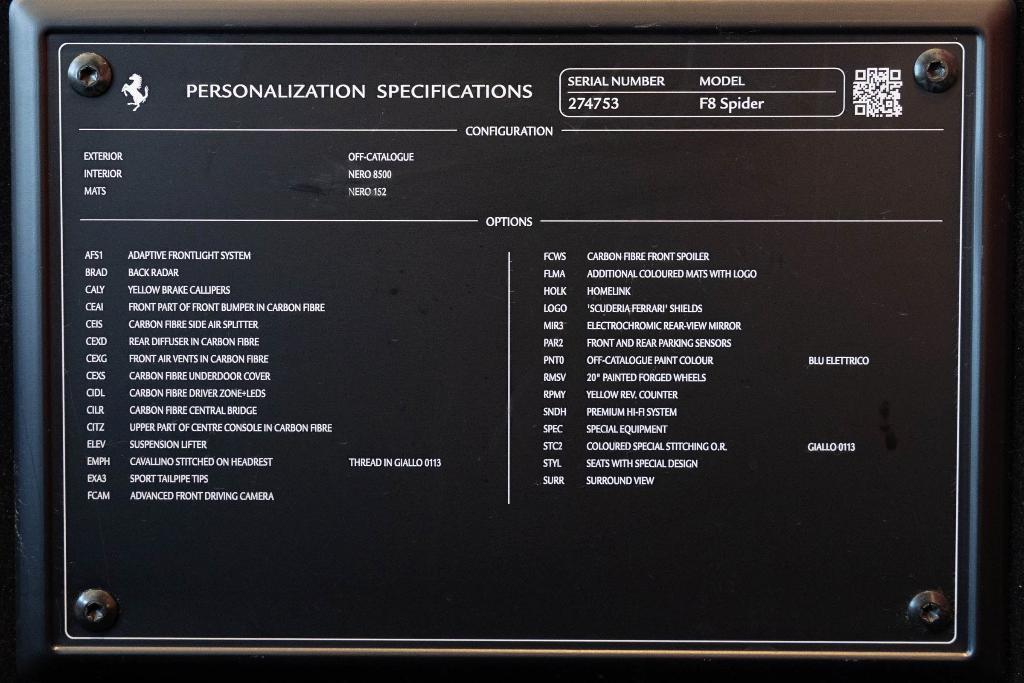 PERSONALIZATION SPECIFICATIONS
SERIAL NUMBER MODEL
274753 F8 Spider
CONFIGURATION
EXTERIOR OFF-CATALOGUE
INTERIOR NERO 8500
MATS NERO 152
OPTIONS
AFS1 ADAPTIVE FRONTLIGHT SYSTEM
BRAD BACK RADAR
CALY YELLOW BRAKE CALLIPERS
CEAI FRONT PART OF FRONT BUMPER IN CARBON FIBRE
CEIS CARBON FIBRE SIDE AIR SPLITTER
CEXD REAR DIFFUSER IN CARBON FIBRE
CEXG FRONT AIR VENTS IN CARBON FIBRE
CEXS CARBON FIBRE UNDERDOOR COVER
CIDL CARBON FIBRE DRIVER ZONE+LEDS
CILR CARBON FIBRE CENTRAL BRIDGE
CITZ UPPER PART OF CENTRE CONSOLE IN CARBON FIBRE
ELEV SUSPENSION LIFTER
EMPH CAVALLINO STITCHED ON HEADREST THREAD IN GIALLO 0113
EXA3 SPORT TAILPIPE TIPS
FCAM ADVANCED FRONT DRIVING CAMERA
FCWS CARBON FIBRE FRONT SPOILER
FLMA ADDITIONAL COLOURED MATS WITH LOGO
HOLK HOMELINK
LOGO 'SCUDERIA FERRARI' SHIELDS
MIR3 ELECTROCHROMIC REAR-VIEW MIRROR
PAR2 FRONT AND REAR PARKING SENSORS
PNT0 OFF-CATALOGUE PAINT COLOUR BLU ELETTRICO
RMSV 20" PAINTED FORGED WHEELS
RPMY YELLOW REV. COUNTER
SNDH PREMIUM HI-FI SYSTEM
SPEC SPECIAL EQUIPMENT
STC2 COLOURED SPECIAL STITCHING O.R. GIALLO 0113
STYL SEATS WITH SPECIAL DESIGN
SURR SURROUND VIEW